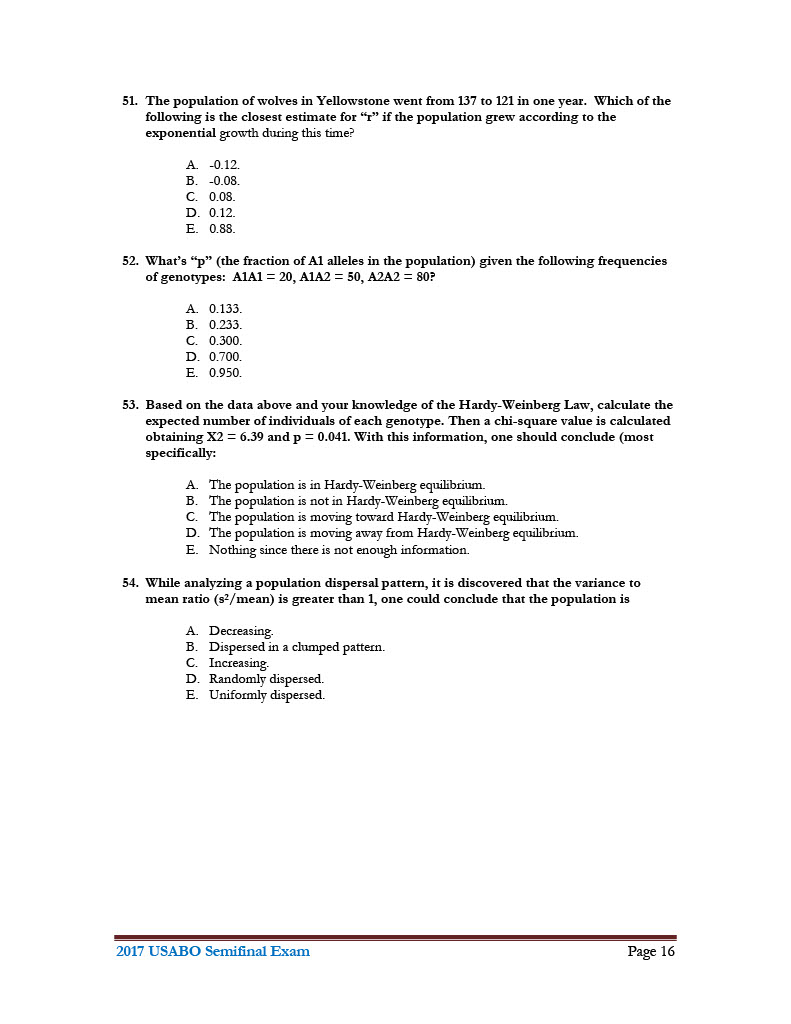 51. The population of wolves in Yellowstone went from 137 to 121 in one year. Which of the
following is the closest estimate for “r” if the population grew according to the
exponential growth during this time?
A. -0.12.
B. -0.08.
C. 0.08.
D. 0.12.
E. 0.88.
52. What’s “p” (the fraction of A1 alleles in the population) given the following frequencies
of genotypes: A1A1 = 20, A1A2 = 50, A2A2 = 80?
A. 0.133.
B. 0.233.
C. 0.300.
D. 0.700.
E. 0.950.
53. Based on the data above and your knowledge of the Hardy-Weinberg Law, calculate the
expected number of individuals of each genotype. Then a chi-square value is calculated
obtaining X2 = 6.39 and p = 0.041. With this information, one should conclude (most
specifically:
A. The population is in Hardy-Weinberg equilibrium.
B. The population is not in Hardy-Weinberg equilibrium.
C. The population is moving toward Hardy-Weinberg equilibrium.
D. The population is moving away from Hardy-Weinberg equilibrium.
E. Nothing since there is not enough information.
54. While analyzing a population dispersal pattern, it is discovered that the variance to
mean ratio (s²/mean) is greater than 1, one could conclude that the population is
A. Decreasing.
B. Dispersed in a clumped pattern.
C. Increasing.
D. Randomly dispersed.
E. Uniformly dispersed.
2017 USABO Semifinal Exam Page 16